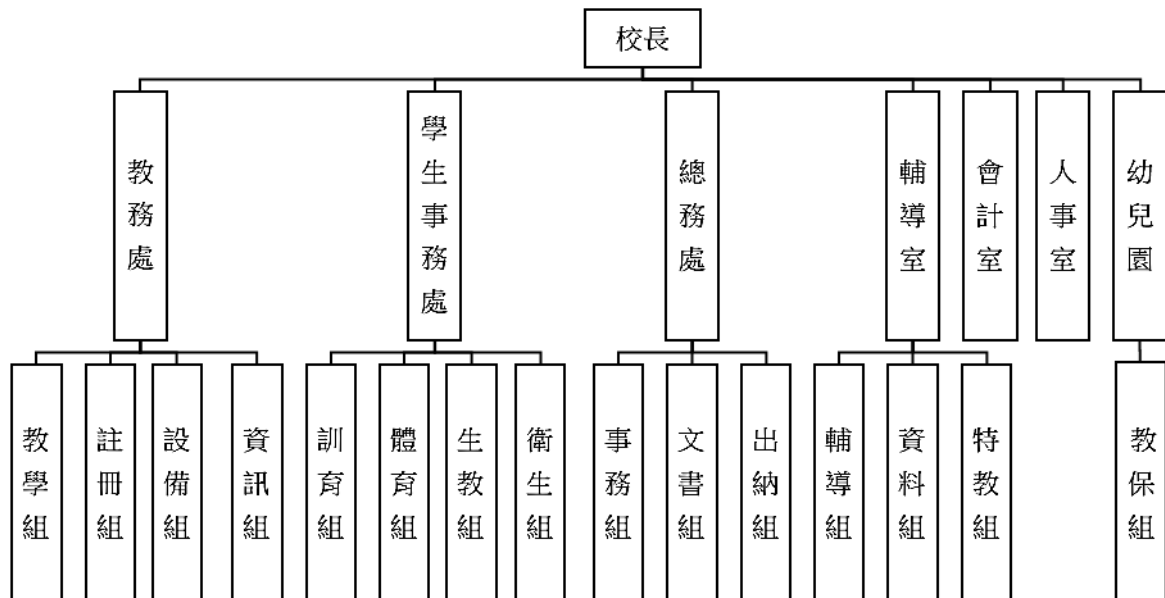 校長
教務處
學生事務處
總務處
輔導室
會計室
人事室
幼兒園
教學組
註冊組
設備組
資訊組
訓育組
體育組
生教組
衛生組
事務組
文書組
出納組
輔導組
資料組
特教組
教保組